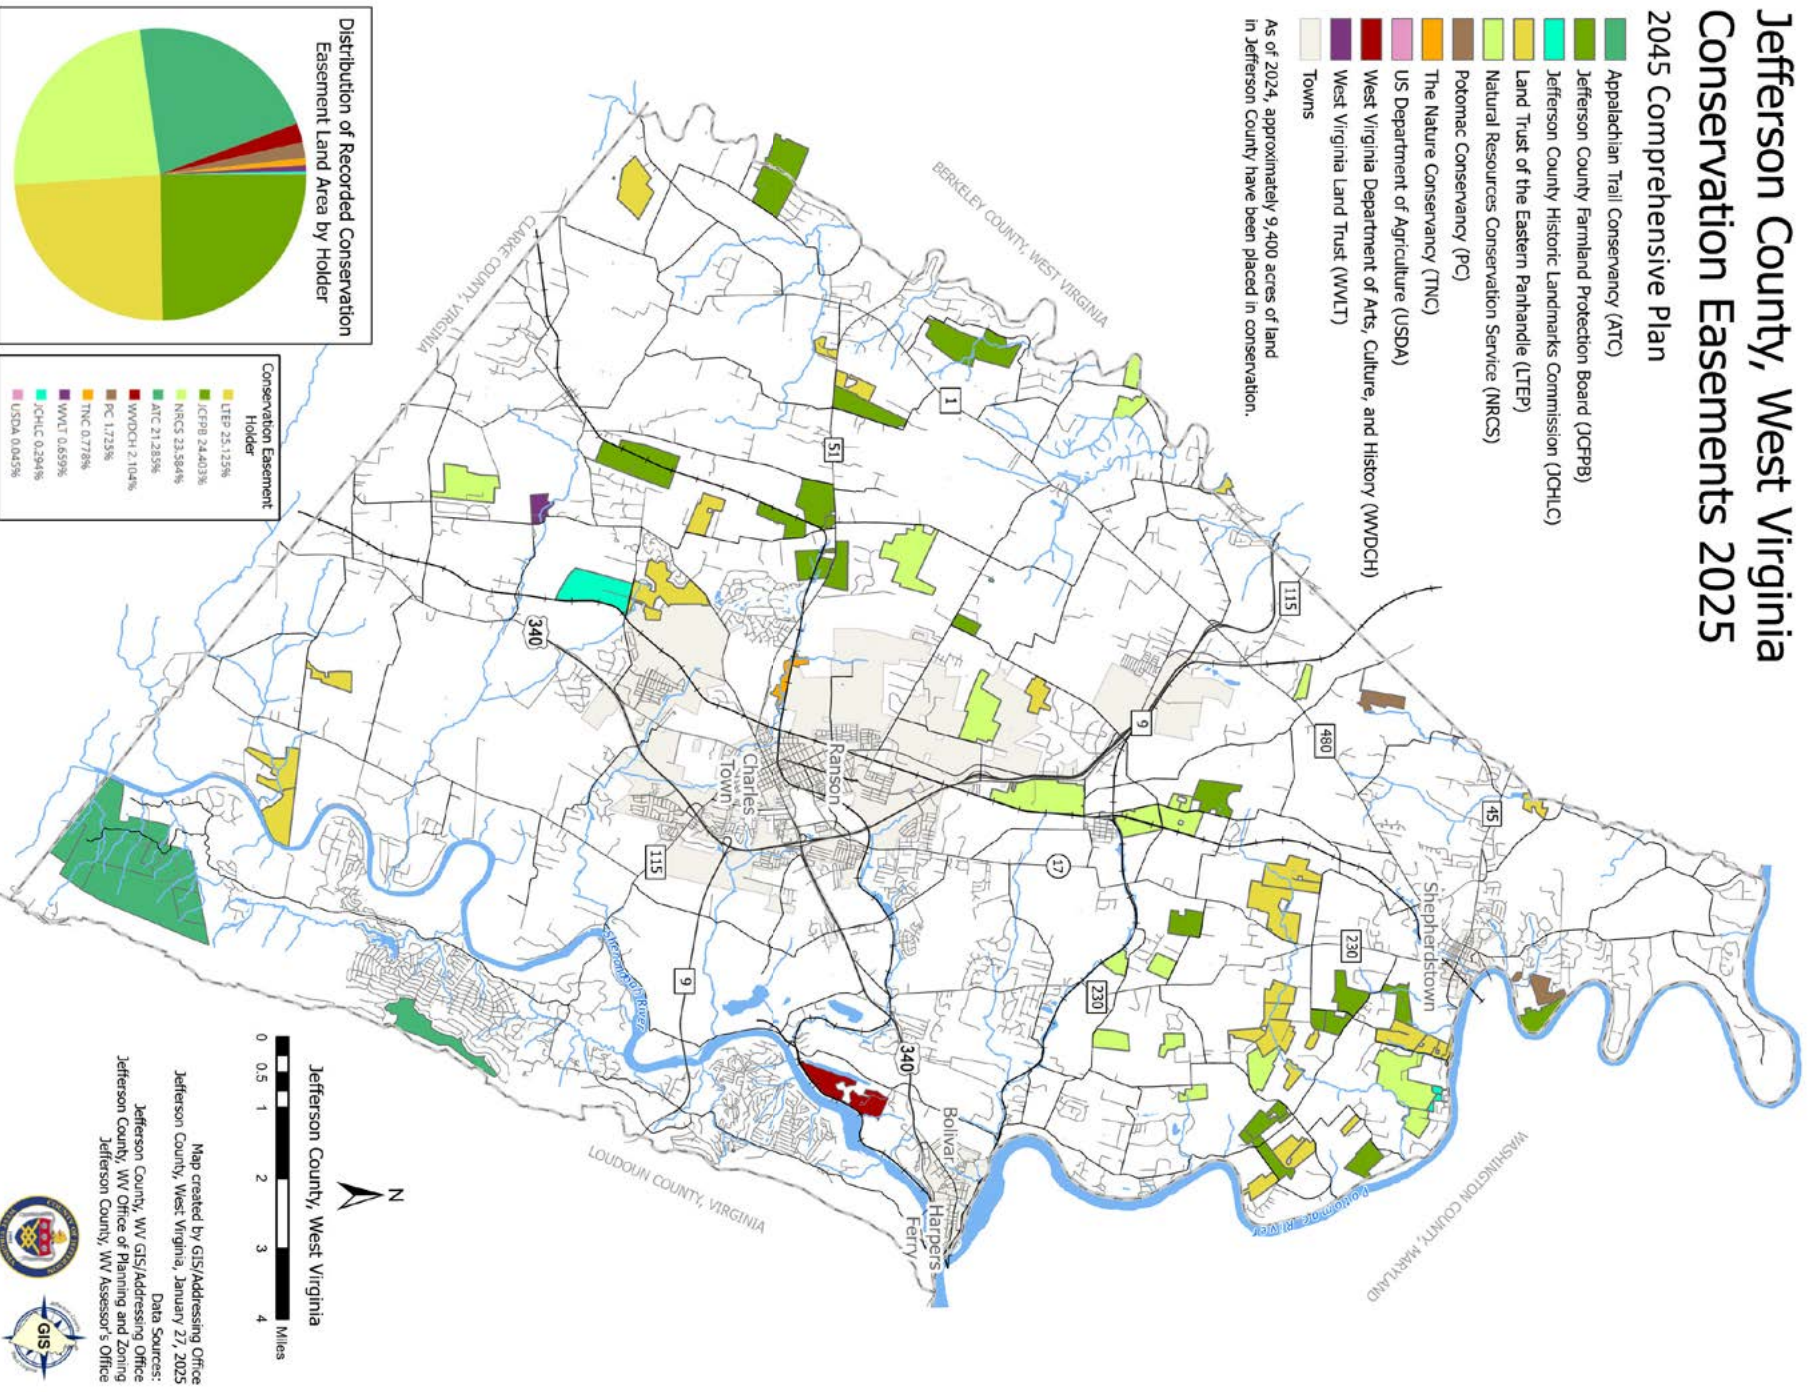 Jefferson County, West Virginia
Conservation Easements 2025
2045 Comprehensive Plan
Appalachian Trail Conservancy (ATC)
Jefferson County Farmland Protection Board (JCFPB)
Jefferson County Historic Landmarks Commission (JCHLC)
Land Trust of the Eastern Panhandle (LTEP)
Natural Resources Conservation Service (NRCS)
Potomac Conservancy (PC)
The Nature Conservancy (TNC)
US Department of Agriculture (USDA)
West Virginia Department of Arts, Culture, and History (WVDCH)
West Virginia Land Trust (WVLT)
Towns
As of 2024, approximately 9,400 acres of land
in Jefferson County have been placed in conservation.
BERKELEY COUNTY, WEST VIRGINIA
CLARKE COUNTY, VIRGINIA
WASHINGTON COUNTY, MARYLAND
LOUDOUN COUNTY, VIRGINIA
45
480
115
9
230
Shepherdstown
17
230
1
51
Ranson
Charles
Town
340
115
9
340
Bolivar
Harpers
Ferry
Potomac River
Shenandoah River
Distribution of Recorded Conservation
Easement Land Area by Holder
Conservation Easement
Holder
LTEP 25.125%
JCFPB 24.403%
NRCS 23.584%
ATC 21.285%
WVDCH 2.104%
PC 1.725%
TNC 0.778%
WVLT 0.659%
JCHLC 0.294%
USDA 0.045%
N
Jefferson County, West Virginia
0 0.5 1 2 3 4
Miles
Map created by GIS/Addressing Office
Jefferson County, West Virginia, January 27, 2025
Data Sources:
Jefferson County, WV GIS/Addressing Office
Jefferson County, WV Office of Planning and Zoning
Jefferson County, WV Assessor's Office
GIS